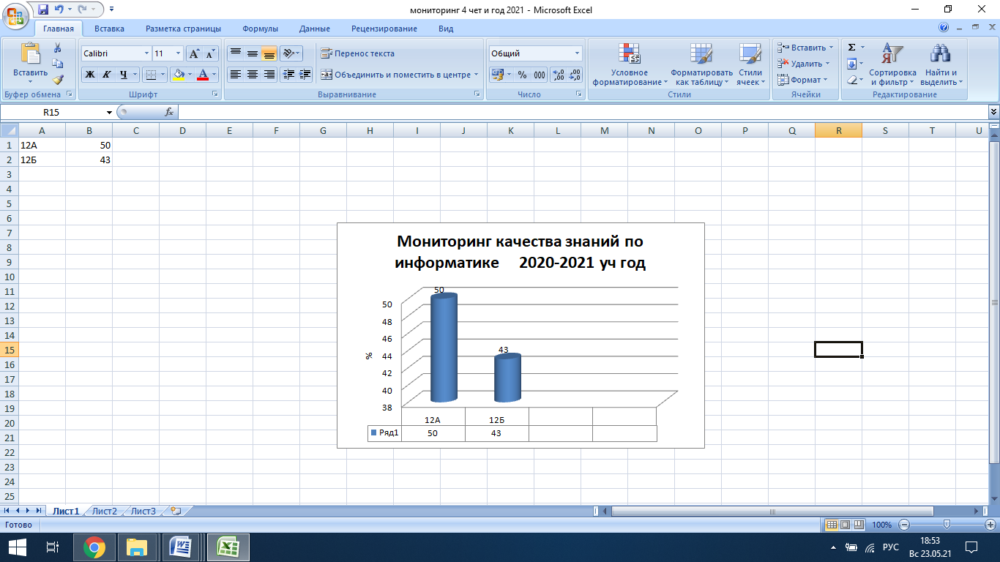 мониторинг 4 чет и год 2021 - Microsoft Excel
Главная Вставка Разметка страницы Формулы Данные Рецензирование Вид
Calibri 11 Перенос текста Общий Вставить Σ
Вставить Ж К Ч Объединить и поместить в центре % 000 Условное форматирование Форматировать как таблицу Стили ячеек Удалить Сортировка и фильтр Найти и выделить
Формат
Буфер обмена Шрифт Выравнивание Число Стили Ячейки Редактирование
R15 fx
A B C D E F G H I J K L M N O P Q R S T U
1 12А 50
2 12Б 43
3
4
5
6
7
8
9
10
11
12
13
14
15
16
17
18
19
20
21
22
23
24
25
Мониторинг качества знаний по
информатике 2020-2021 уч год
50
50
48
46
44
42
40
38
%
43
12А 12Б
Ряд1 50 43
Лист1 Лист2 Лист3
Готово 100%
РУС 18:53
Вс 23.05.21